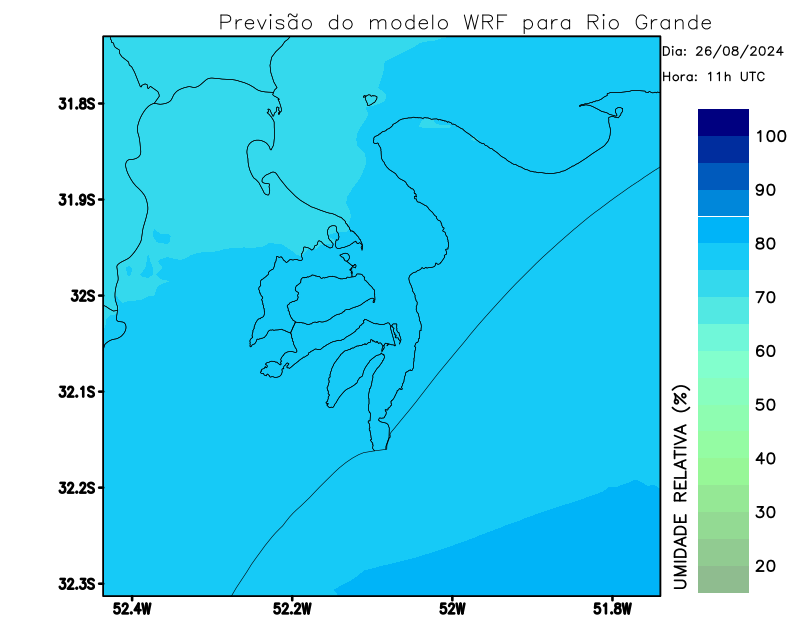 Previsão do modelo WRF para Rio Grande
Dia: 26/08/2024
Hora: 11h UTC
31.8S
31.9S
32S
32.1S
32.2S
32.3S
52.4W
52.2W
52W
51.8W
100
90
80
70
60
50
40
30
20
UMIDADE RELATIVA (%)